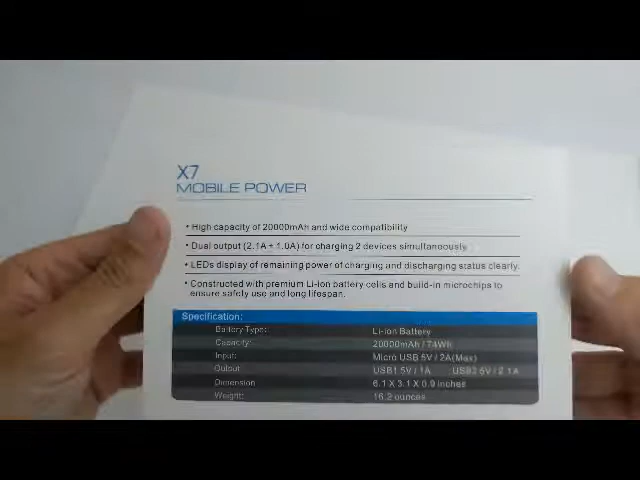 X7
MOBILE POWER
• High capacity of 20000mAh and wide compatibility
• Dual output (2.1A + 1.0A) for charging 2 devices simultaneously
• LEDs display of remaining power of charging and discharging status clearly.
• Constructed with premium Li-Ion battery cells and build-in microchips to
ensure safety use and long lifespan.
Specification:
Battery Type: Li-Ion Battery
Capacity: 20000mAh / 74Wh
Input: Micro USB 5V / 2A(Max)
Output USB1 5V / 1A USB2 5V / 2.1A
Dimension 6.1 X 3.1 X 0.9 inches
Weight: 16.2 ounces